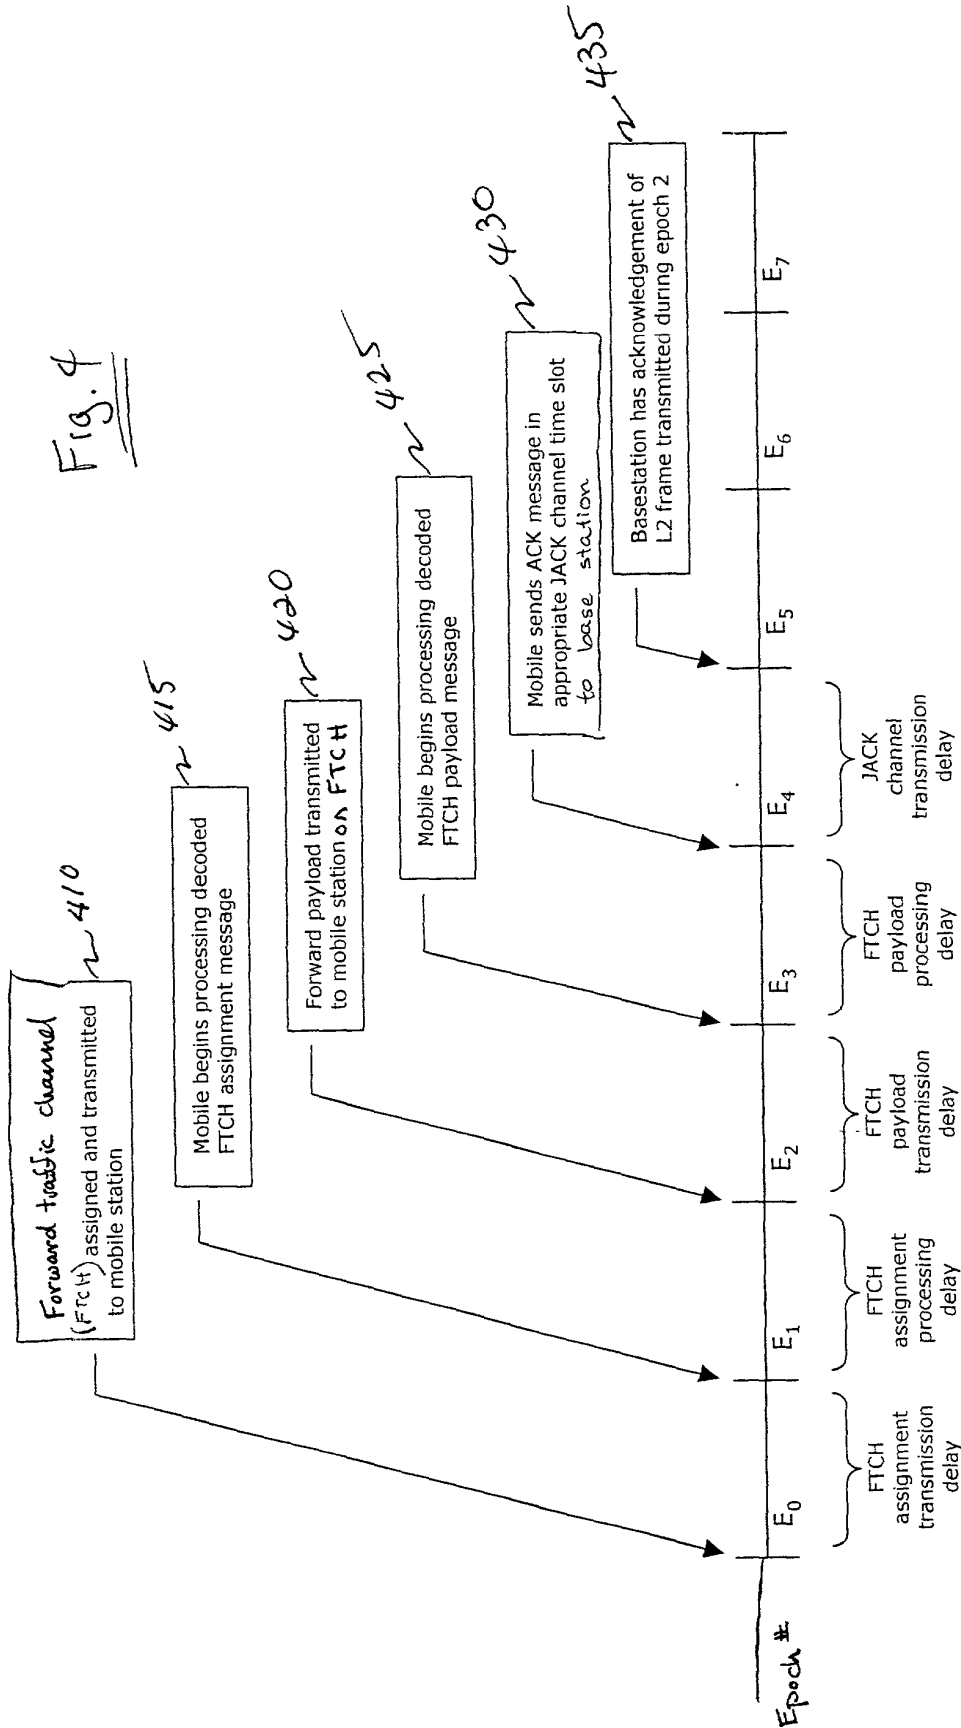 Fig. 4
Forward traffic channel
(FTCH) assigned and transmitted
to mobile station
410
Mobile begins processing decoded
FTCH assignment message
415
Forward payload transmitted
to mobile station on FTCH
420
Mobile begins processing decoded
FTCH payload message
425
Mobile sends ACK message in
appropriate JACK channel time slot
to base station
430
Basestation has acknowledgement of
L2 frame transmitted during epoch 2
435
Epoch #
E0
E1
E2
E3
E4
E5
E6
E7
FTCH
assignment
transmission
delay
FTCH
assignment
processing
delay
FTCH
payload
transmission
delay
FTCH
payload
processing
delay
JACK
channel
transmission
delay